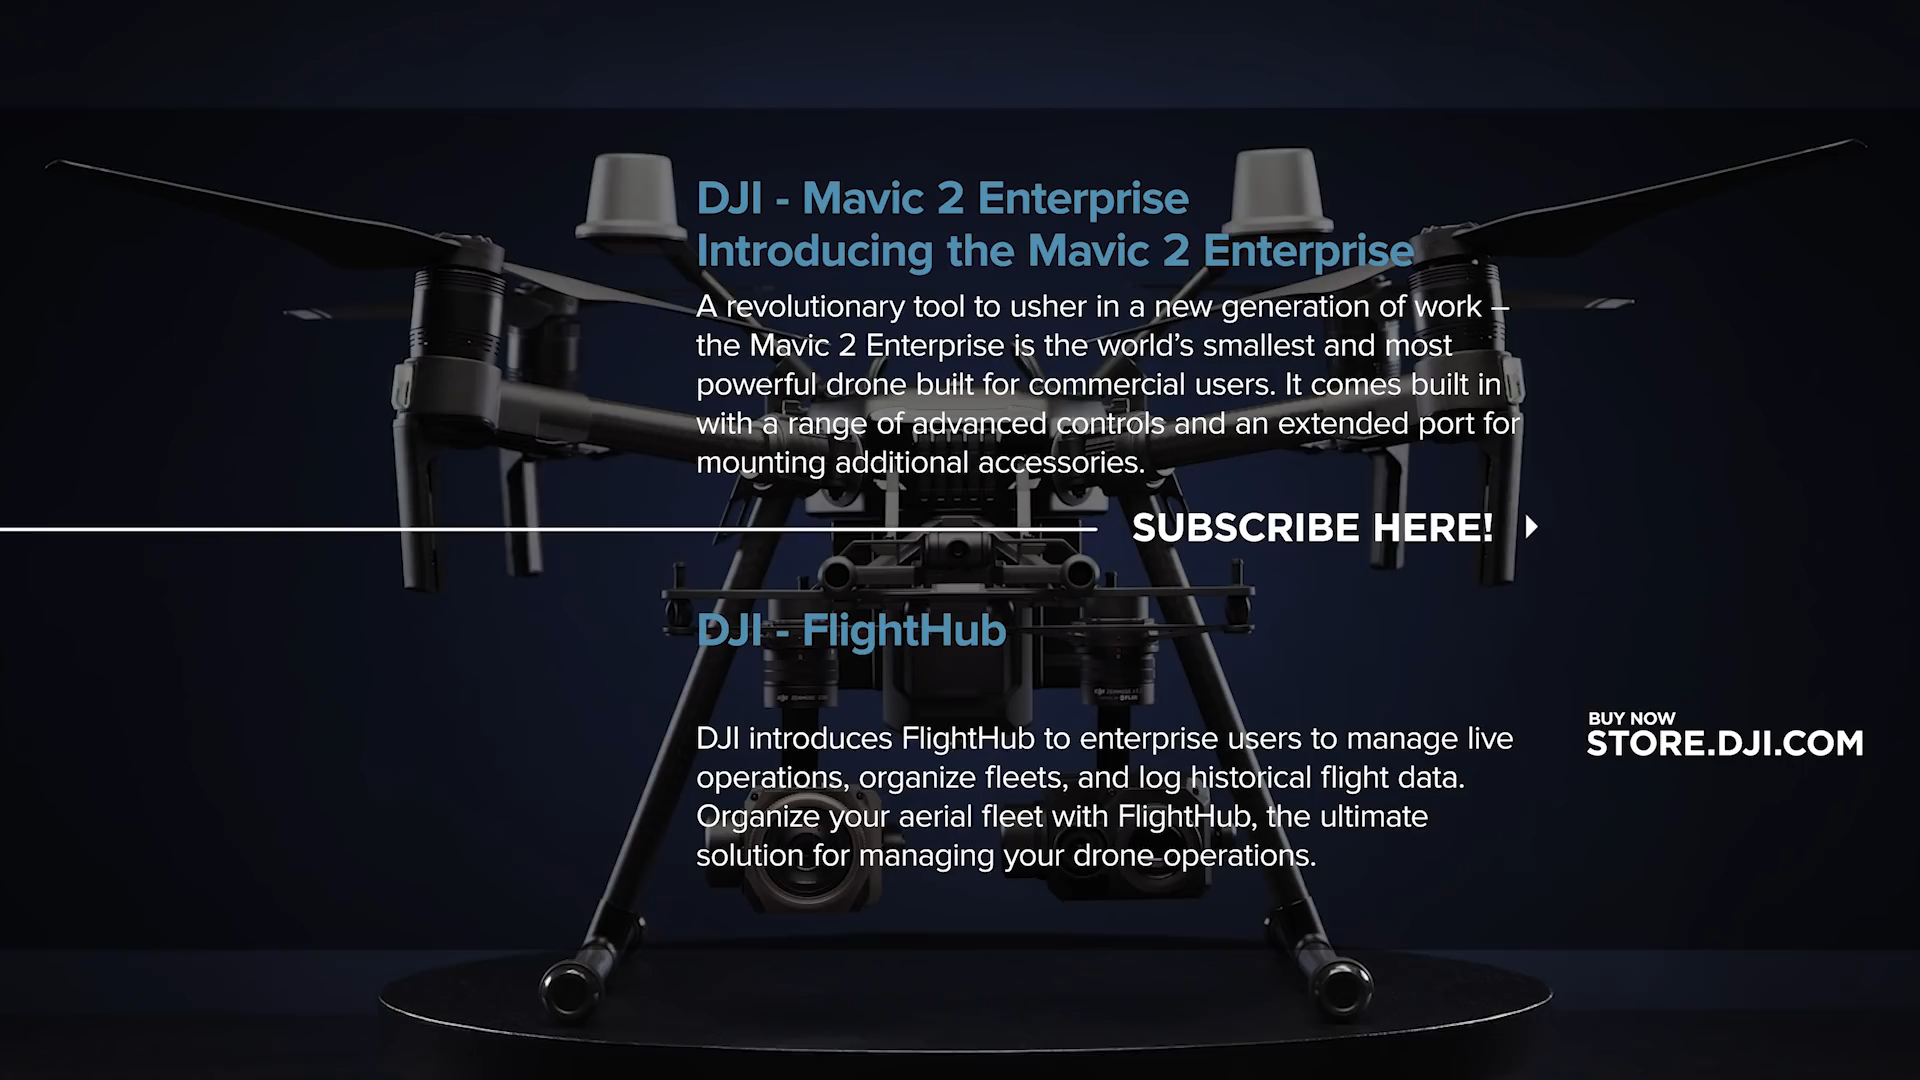 DJI - Mavic 2 Enterprise
Introducing the Mavic 2 Enterprise
A revolutionary tool to usher in a new generation of work –
the Mavic 2 Enterprise is the world’s smallest and most
powerful drone built for commercial users. It comes built in
with a range of advanced controls and an extended port for
mounting additional accessories.
SUBSCRIBE HERE!
DJI - FlightHub
DJI introduces FlightHub to enterprise users to manage live
operations, organize fleets, and log historical flight data.
Organize your aerial fleet with FlightHub, the ultimate
solution for managing your drone operations.
BUY NOW
STORE.DJI.COM